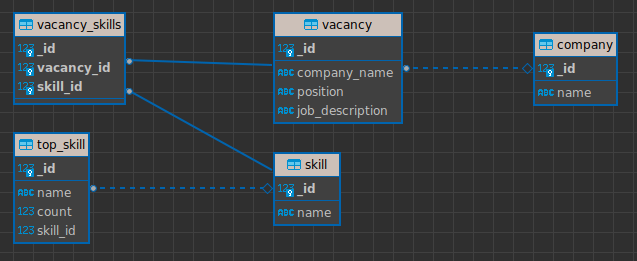 vacancy_skills
123 _id
123 vacancy_id
123 skill_id
vacancy
123 _id
ABC company_name
ABC position
ABC job_description
company
123 _id
ABC name
top_skill
123 _id
ABC name
123 count
123 skill_id
skill
123 _id
ABC name